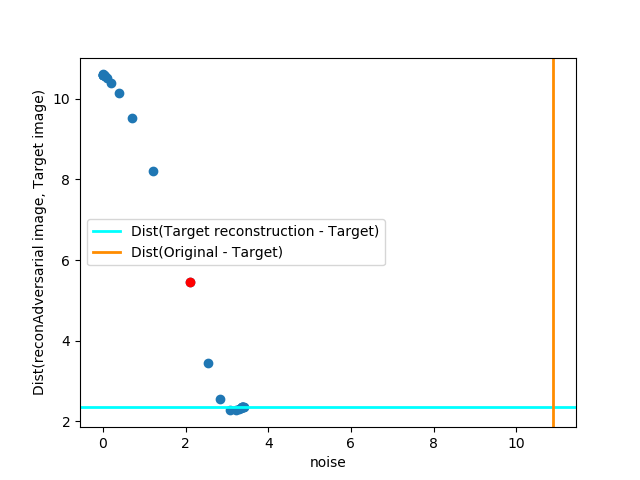 Dist(reconAdversarial image, Target image)
10
8
6
4
2
Dist(Target reconstruction - Target)
Dist(Original - Target)
0 2 4 6 8 10
noise